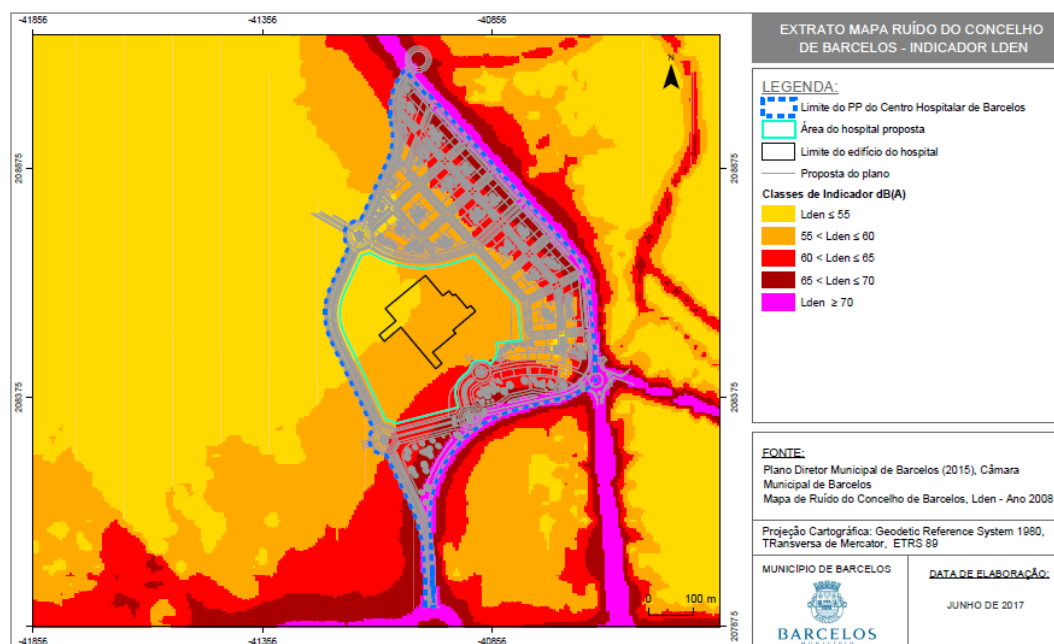 -41856
-41356
-40856
208875
208875
208375
208375
207875
N
0 100 m
EXTRATO MAPA RUÍDO DO CONCELHO
DE BARCELOS - INDICADOR LDEN
LEGENDA:
Limite do PP do Centro Hospitalar de Barcelos
Área do hospital proposta
Limite do edifício do hospital
Proposta do plano
Classes de Indicador dB(A)
Lden ≤ 55
55 < Lden ≤ 60
60 < Lden ≤ 65
65 < Lden ≤ 70
Lden ≥ 70
FONTE:
Plano Diretor Municipal de Barcelos (2015), Câmara
Municipal de Barcelos
Mapa de Ruído do Concelho de Barcelos, Lden - Ano 2008
Projeção Cartográfica: Geodetic Reference System 1980,
TRansversa de Mercator, ETRS 89
MUNICÍPIO DE BARCELOS
BARCELOS
MUNICÍPIO
DATA DE ELABORAÇÃO:
JUNHO DE 2017